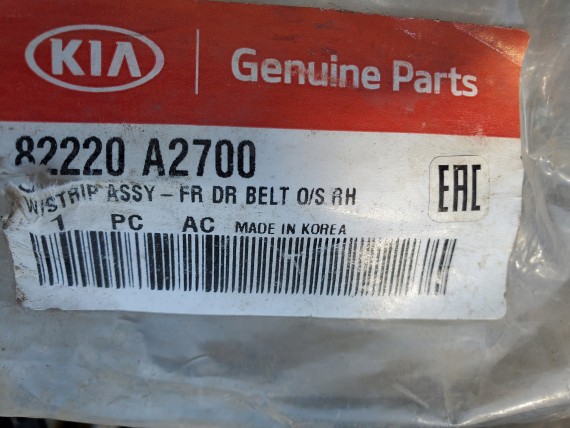 KIA
Genuine Parts
82220 A2700
W/STRIP ASSY-FR DR BELT O/S RH
1 PC AC MADE IN KOREA
EAC